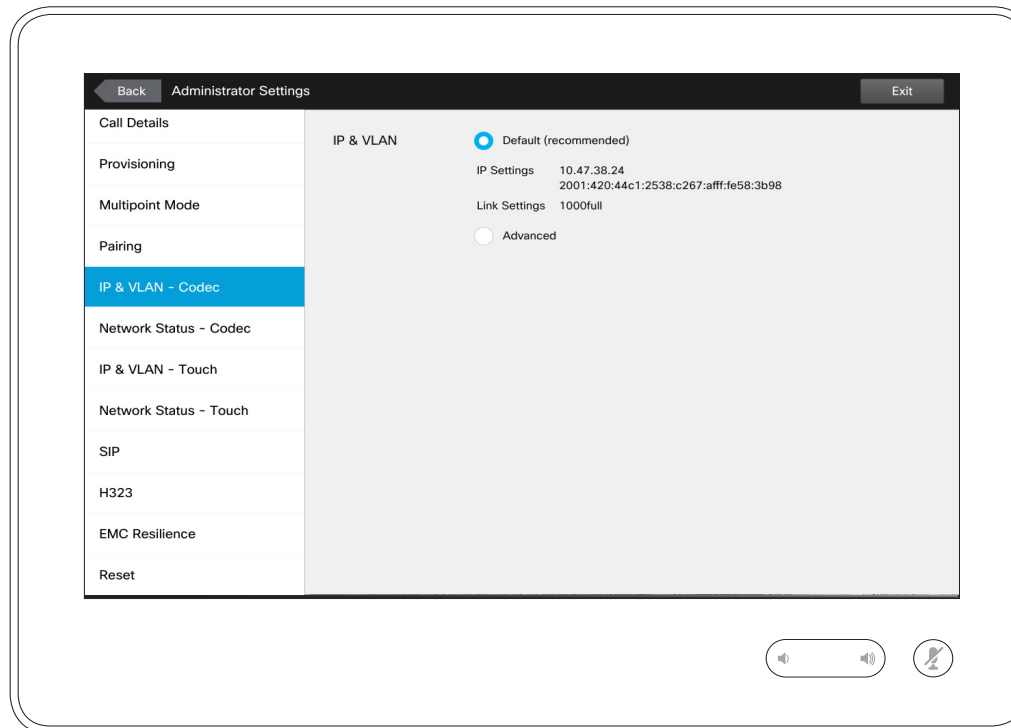 Back Administrator Settings Exit
Call Details
Provisioning
Multipoint Mode
Pairing
IP & VLAN - Codec
Network Status - Codec
IP & VLAN - Touch
Network Status - Touch
SIP
H323
EMC Resilience
Reset
IP & VLAN Default (recommended)
IP Settings 10.47.38.24
2001:420:44c1:2538:c267:afff:fe58:3b98
Link Settings 1000full
Advanced